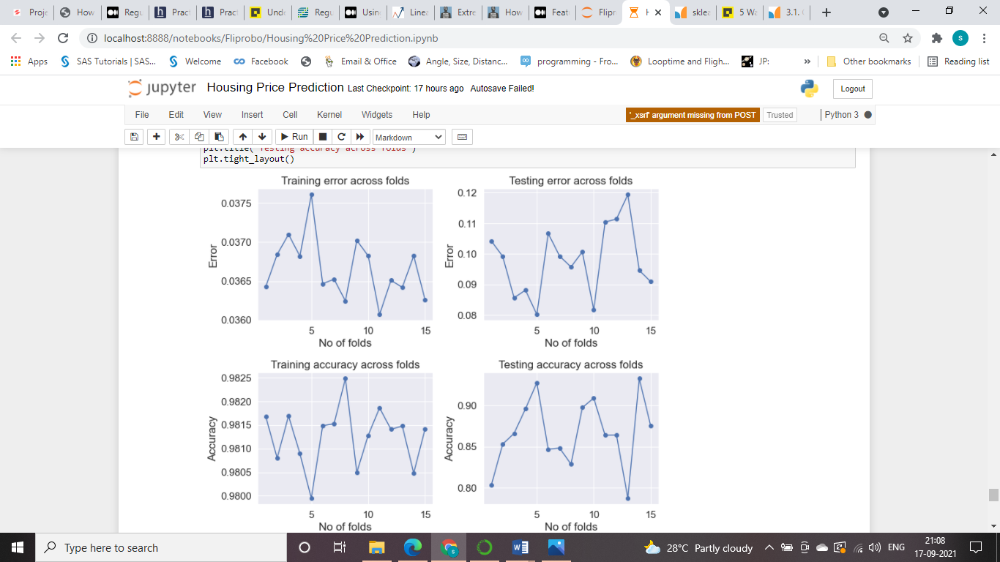 Proje
How
Regu
Pract
Pract
Unde
Regu
Usin
Linea
Extre
How
Featu
Flipr
H
sklea
5 Wa
3.1. C
localhost:8888/notebooks/Fliprobo/Housing%20Price%20Prediction.ipynb
S
Apps
SAS Tutorials | SAS...
Welcome
Facebook
Email & Office
Angle, Size, Distanc...
programming - Fro...
Looptime and Fligh...
JP:
»
Other bookmarks
Reading list
jupyter
Housing Price Prediction Last Checkpoint: 17 hours ago Autosave Failed!
Logout
File Edit View Insert Cell Kernel Widgets Help
'_xsrf' argument missing from POST
Trusted
Python 3
Run
Markdown
plt.title('Testing accuracy across folds')
plt.tight_layout()
Training error across folds
0.0375
0.0370
0.0365
0.0360
Error
5 10 15
No of folds
Testing error across folds
0.12
0.11
0.10
0.09
0.08
Error
5 10 15
No of folds
Training accuracy across folds
0.9825
0.9820
0.9815
0.9810
0.9805
0.9800
Accuracy
5 10 15
No of folds
Testing accuracy across folds
0.90
0.85
0.80
Accuracy
5 10 15
No of folds
Type here to search
28°C Partly cloudy
ENG
21:08
17-09-2021